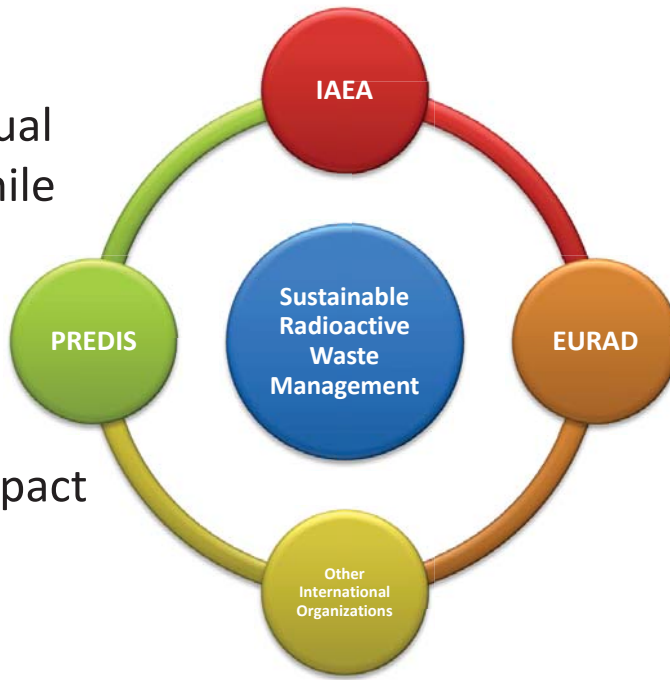 IAEA
ual
hile
Sustainable
Radioactive
Waste
Management
PREDIS
EURAD
pact
Other
International
Organizations